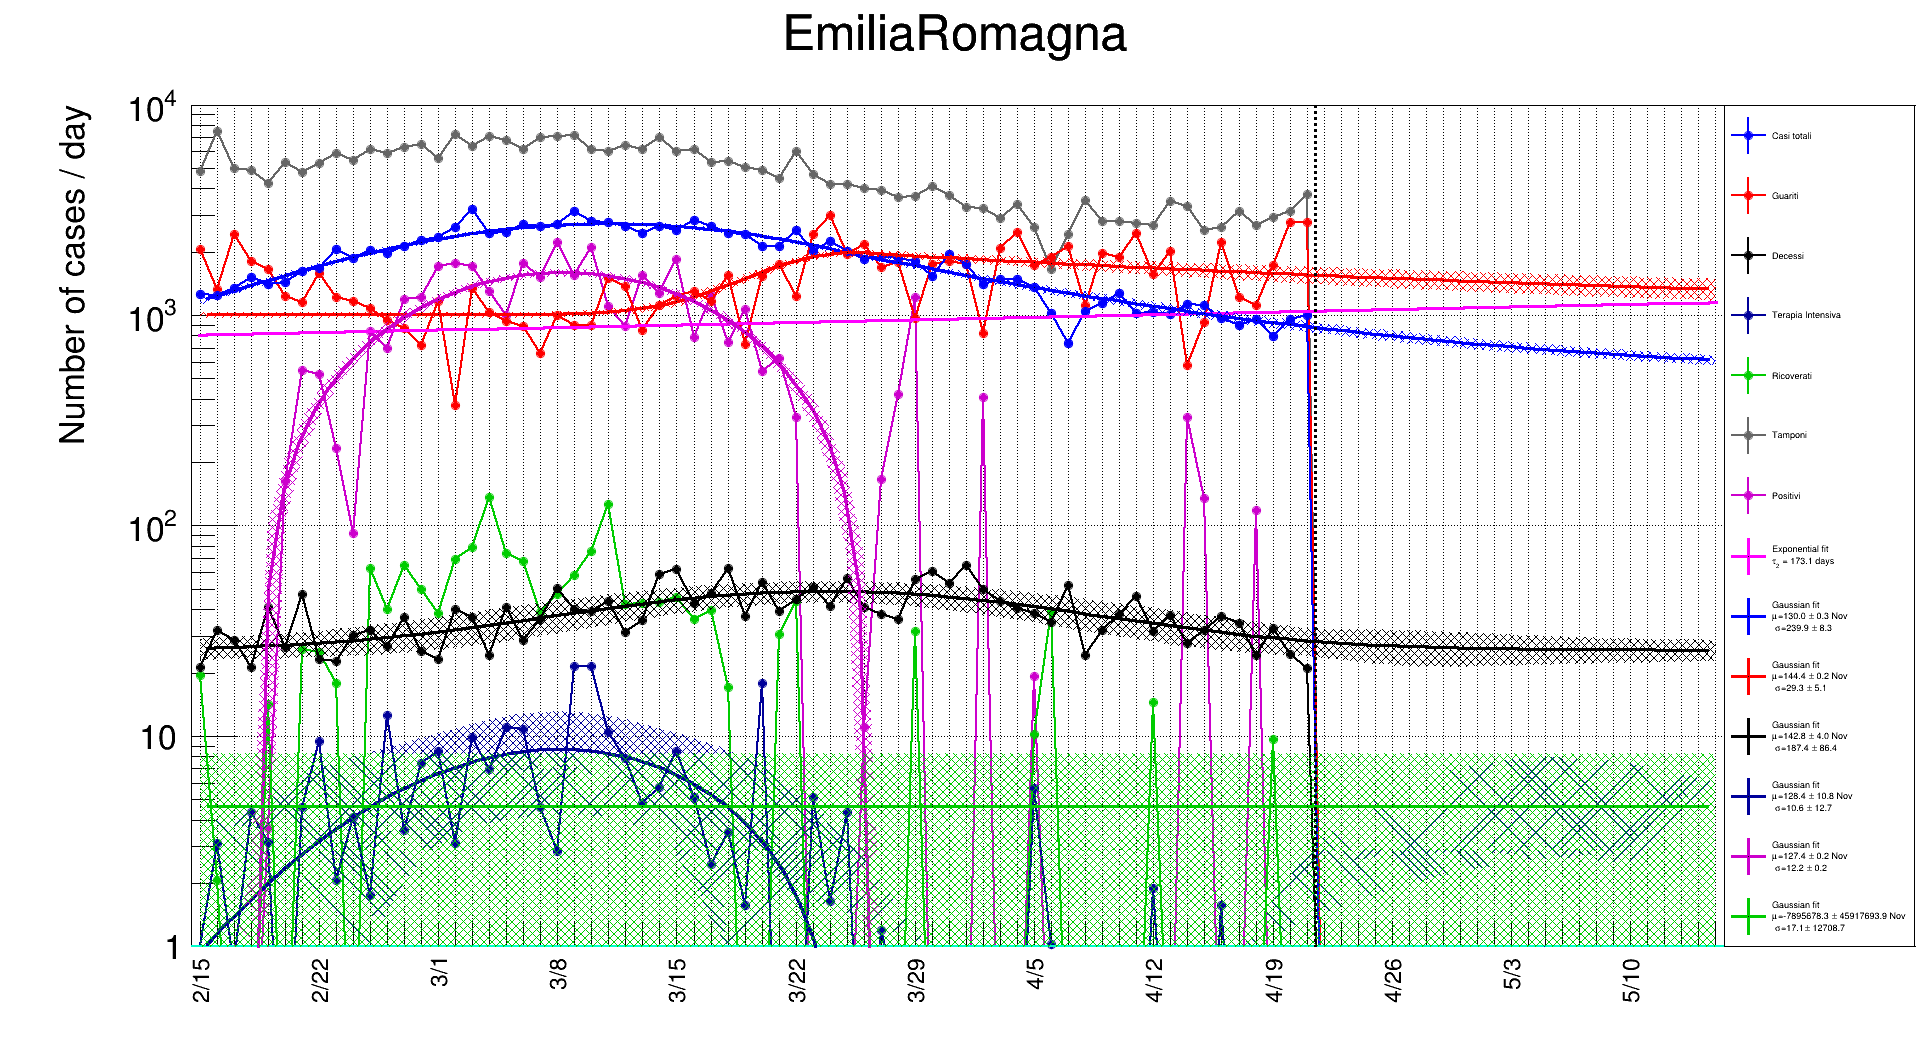 EmiliaRomagna
Number of cases / day
10^4
10^3
10^2
10
1
2/15
2/22
3/1
3/8
3/15
3/22
3/29
4/5
4/12
4/19
4/26
5/3
5/10
Casi totali
Guariti
Decessi
Terapia Intensiva
Ricoverati
Tamponi
Positivi
Exponential fit
τ₂ = 173.1 days
Gaussian fit
μ=130.0 ± 0.3 Nov
σ=239.9 ± 8.3
Gaussian fit
μ=144.4 ± 0.2 Nov
σ=29.3 ± 5.1
Gaussian fit
μ=142.8 ± 4.0 Nov
σ=187.4 ± 86.4
Gaussian fit
μ=128.4 ± 10.8 Nov
σ=10.6 ± 12.7
Gaussian fit
μ=127.4 ± 0.2 Nov
σ=12.2 ± 0.2
Gaussian fit
μ=-7895678.3 ± 45917693.9 Nov
σ=17.1 ± 12708.7